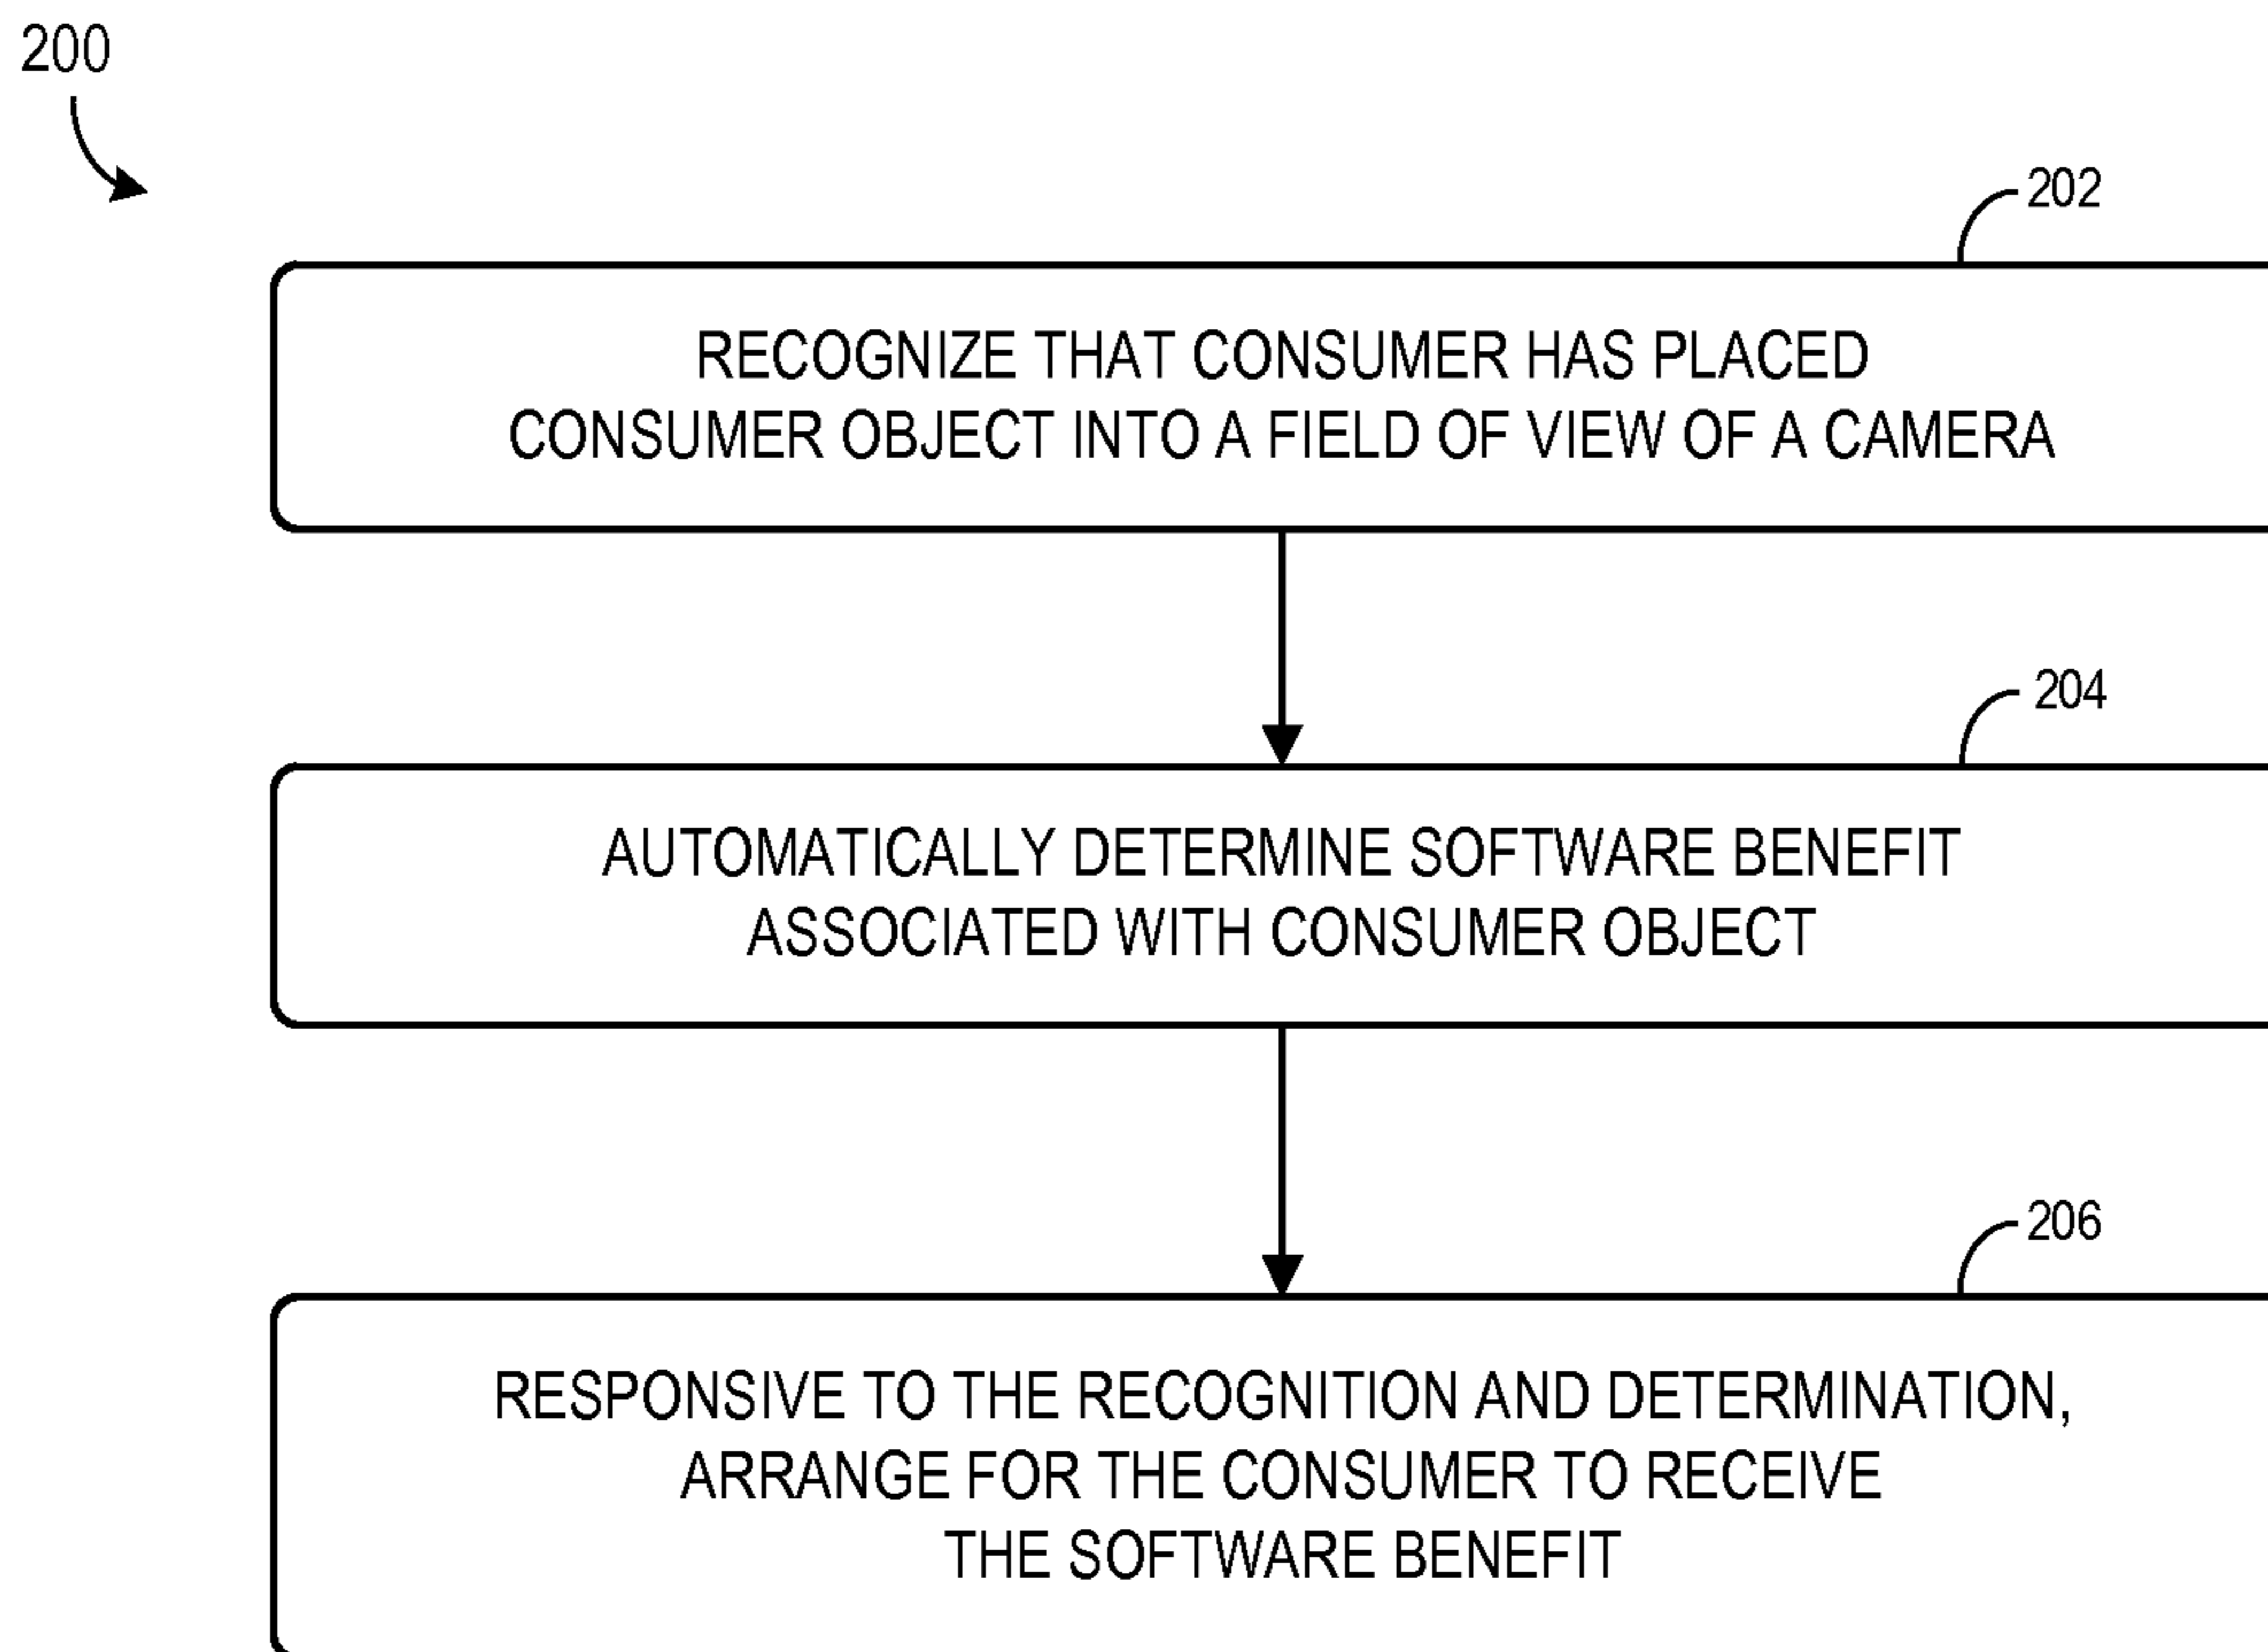 200
202
RECOGNIZE THAT CONSUMER HAS PLACED
CONSUMER OBJECT INTO A FIELD OF VIEW OF A CAMERA
204
AUTOMATICALLY DETERMINE SOFTWARE BENEFIT
ASSOCIATED WITH CONSUMER OBJECT
206
RESPONSIVE TO THE RECOGNITION AND DETERMINATION,
ARRANGE FOR THE CONSUMER TO RECEIVE
THE SOFTWARE BENEFIT